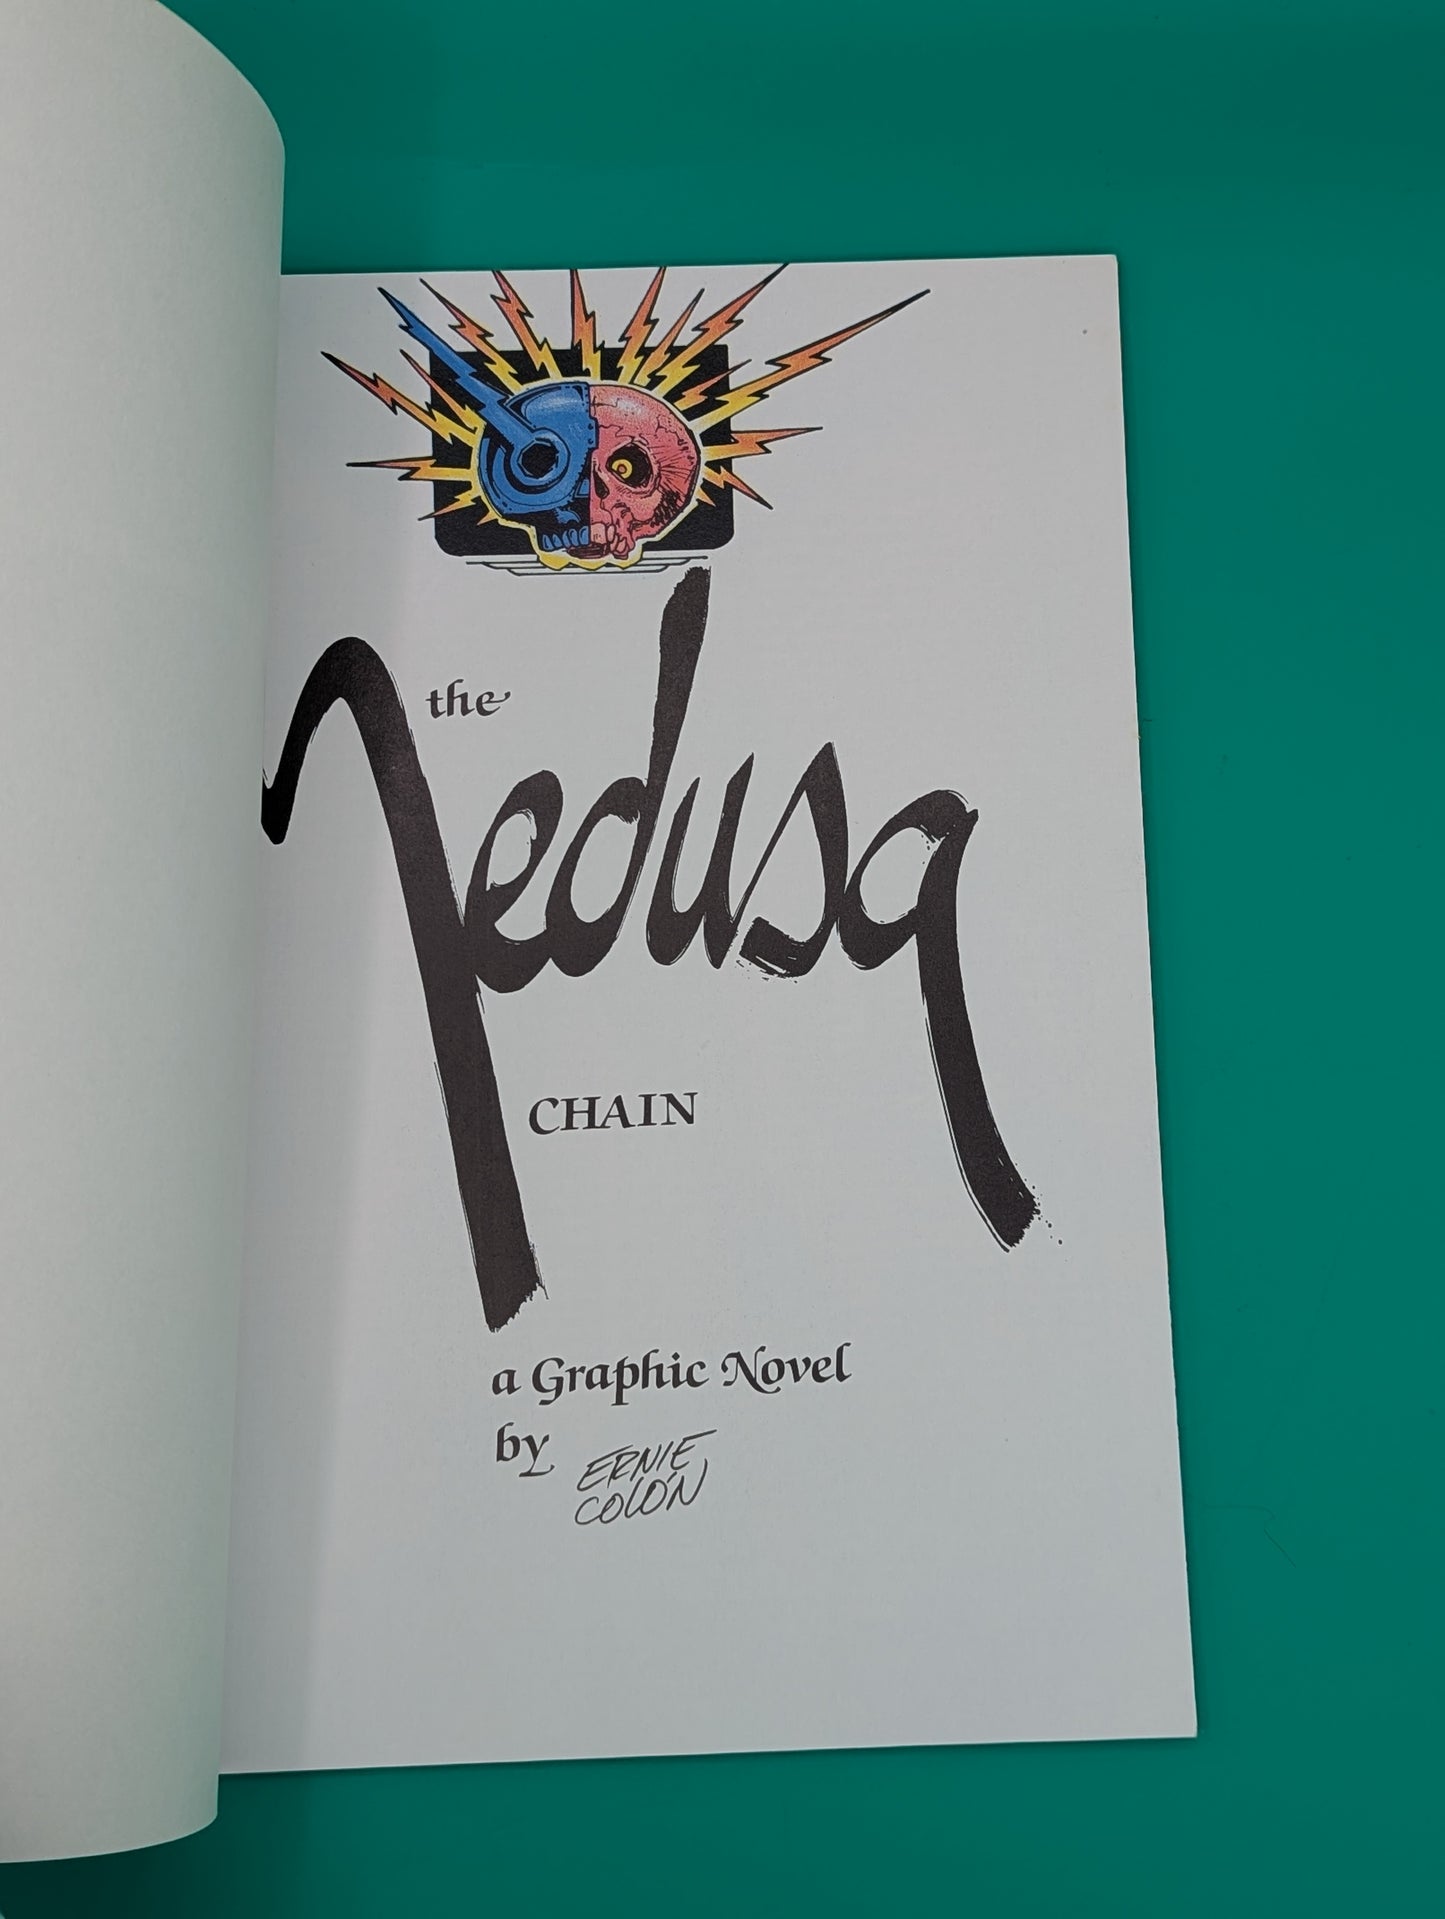 the
Medusa
CHAIN
a Graphic Novel
by ERNIE
COLÓN